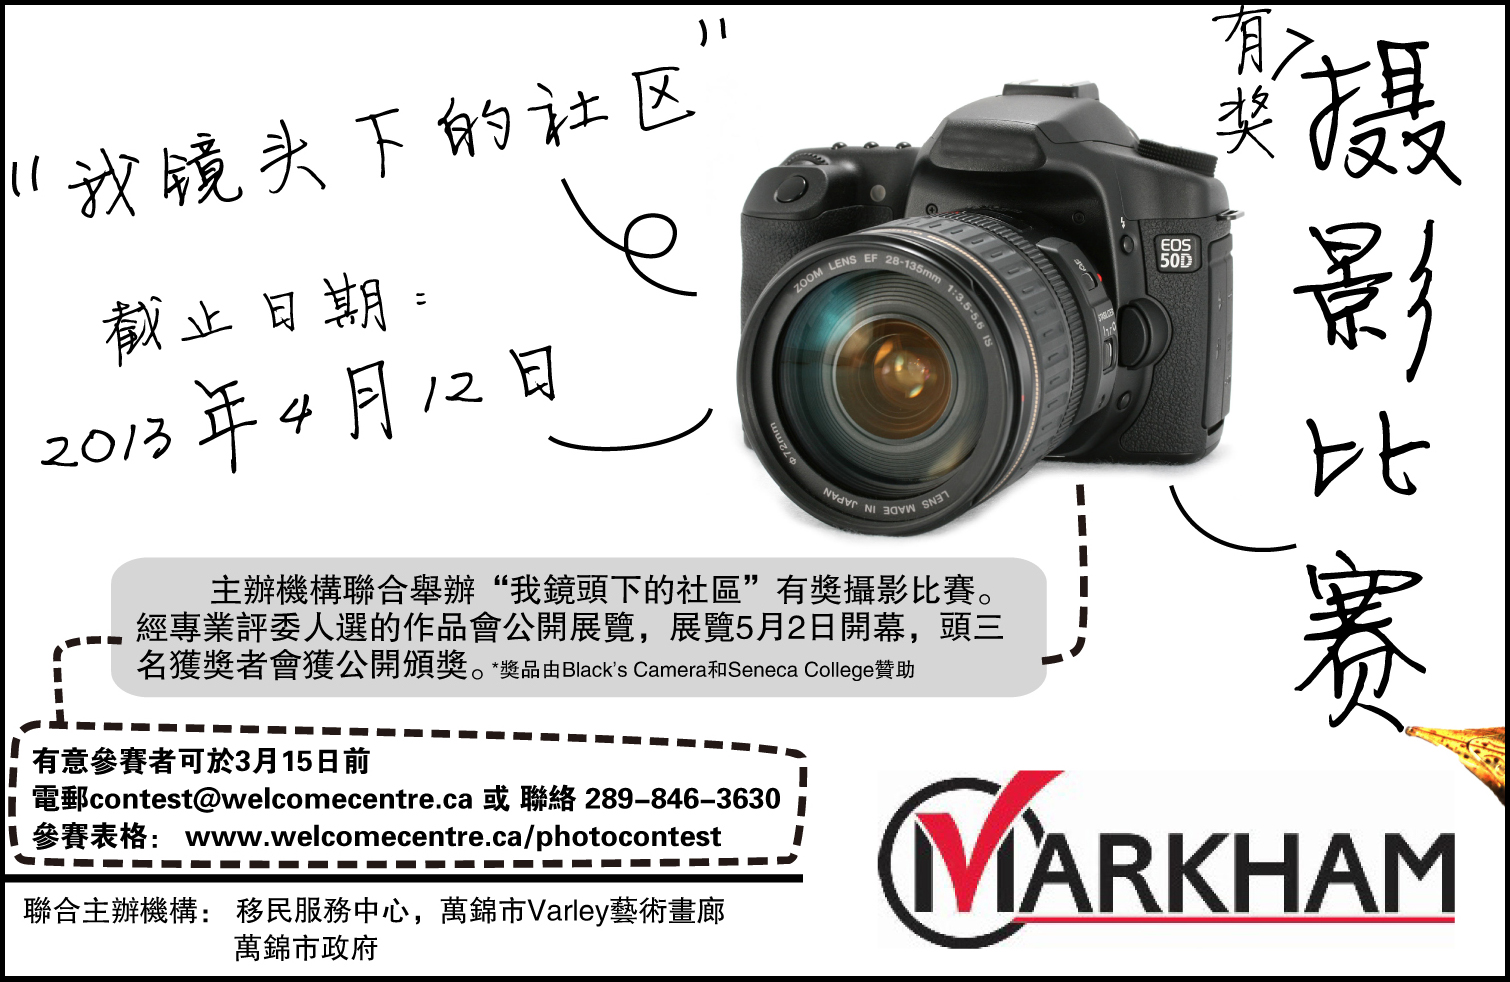 “我镜头下的社区”
有奖>
摄影比赛
截止日期：
2013年4月12日
EOS
50D
ZOOM LENS EF 28-135mm 1:3.5-5.6 IS
AF
STABILIZER
Φ72mm
LENS MADE IN JAPAN
主辦機構聯合舉辦“我鏡頭下的社區”有獎攝影比賽。
經專業評委人選的作品會公開展覽，展覽5月2日開幕，頭三
名獲獎者會獲公開頒獎。*獎品由Black's Camera和Seneca College贊助
有意參賽者可於3月15日前
電郵contest@welcomecentre.ca 或 聯絡 289-846-3630
參賽表格： www.welcomecentre.ca/photocontest
聯合主辦機構： 移民服務中心，萬錦市Varley藝術畫廊
萬錦市政府
MARKHAM